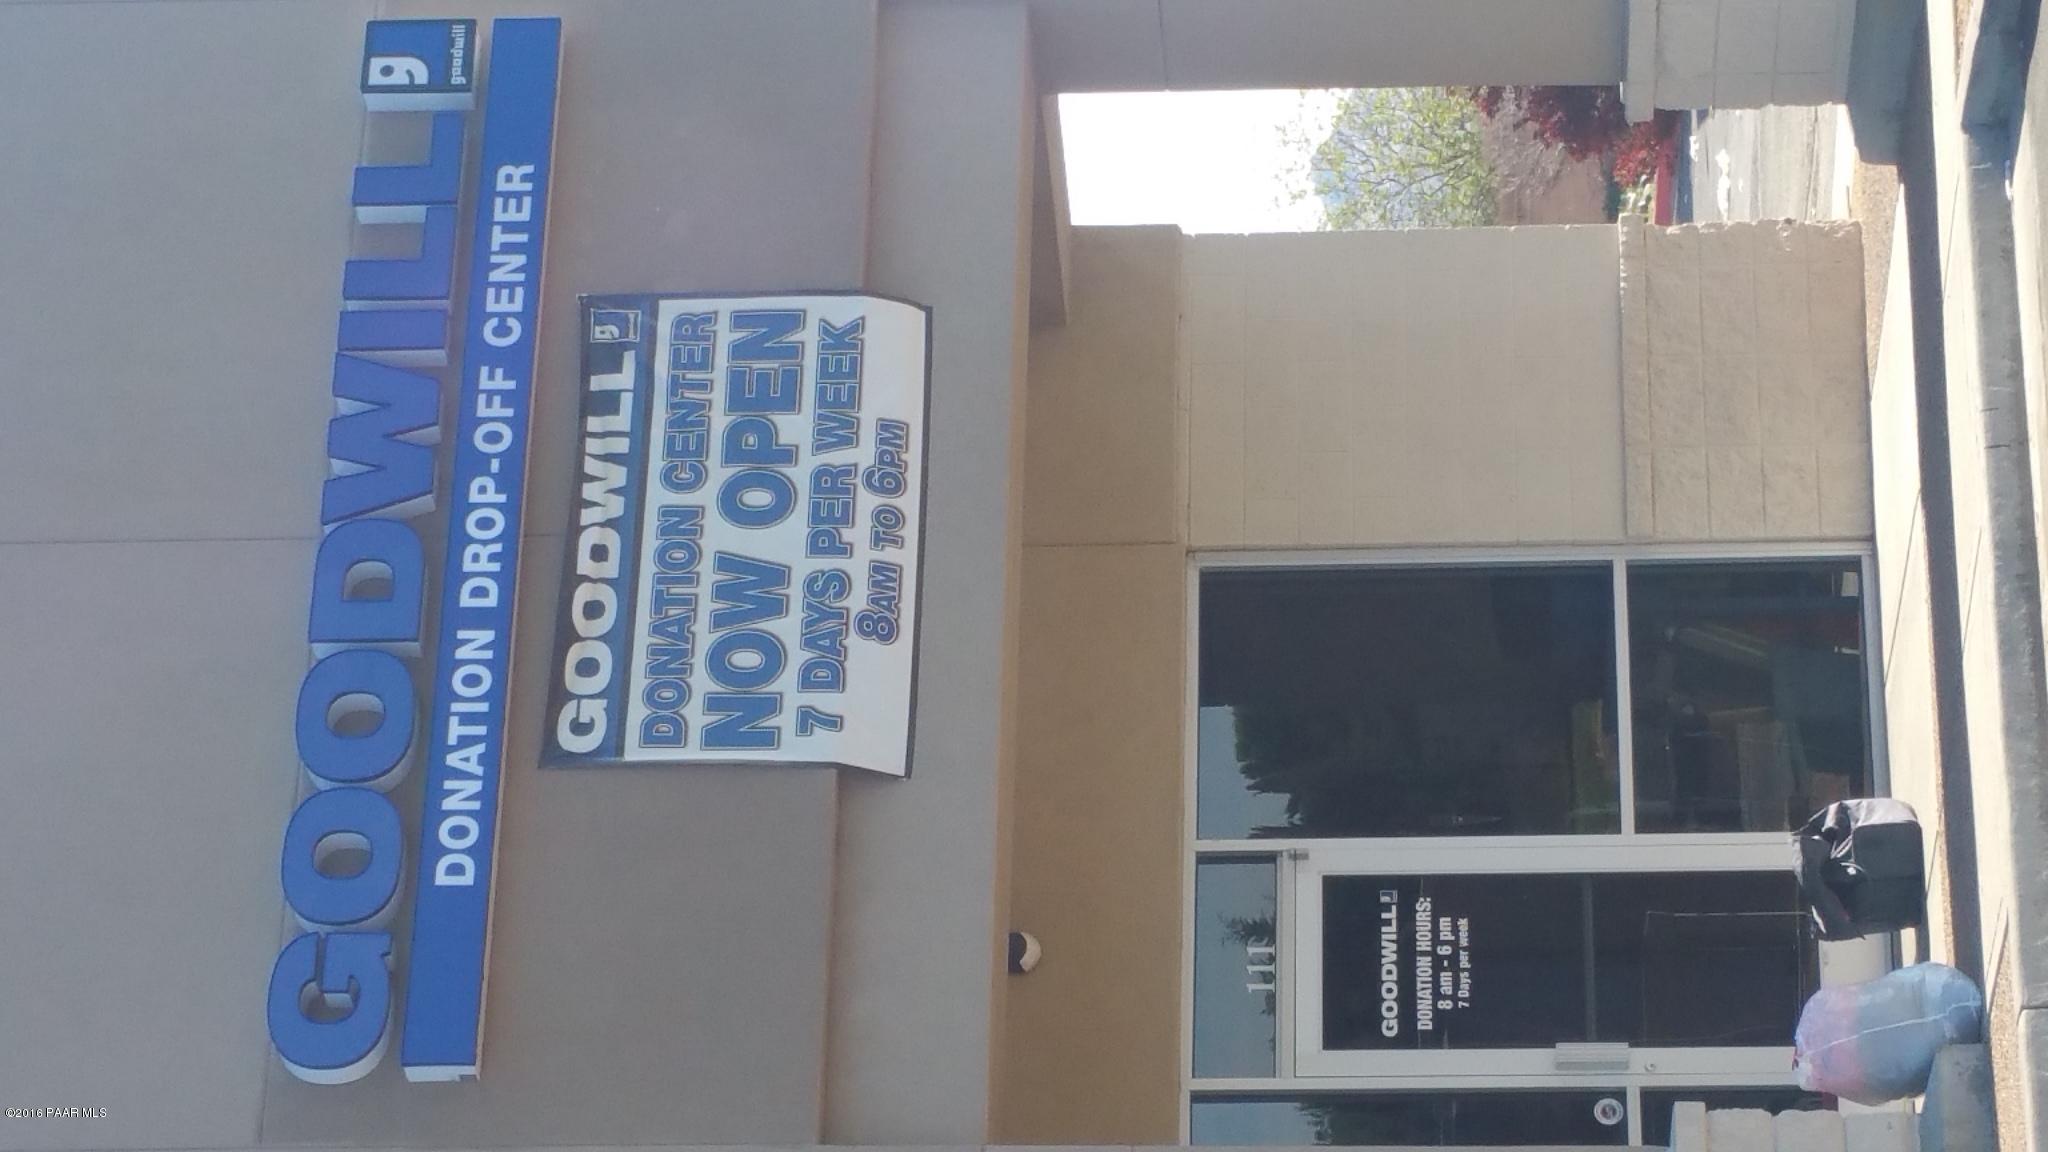 GOODWILL
goodwill
DONATION DROP-OFF CENTER
GOODWILL
DONATION CENTER
NOW OPEN
7 DAYS PER WEEK
8AM TO 6PM
111
GOODWILL
DONATION HOURS:
8 am - 6 pm
7 Days per week
©2016 PAAR MLS